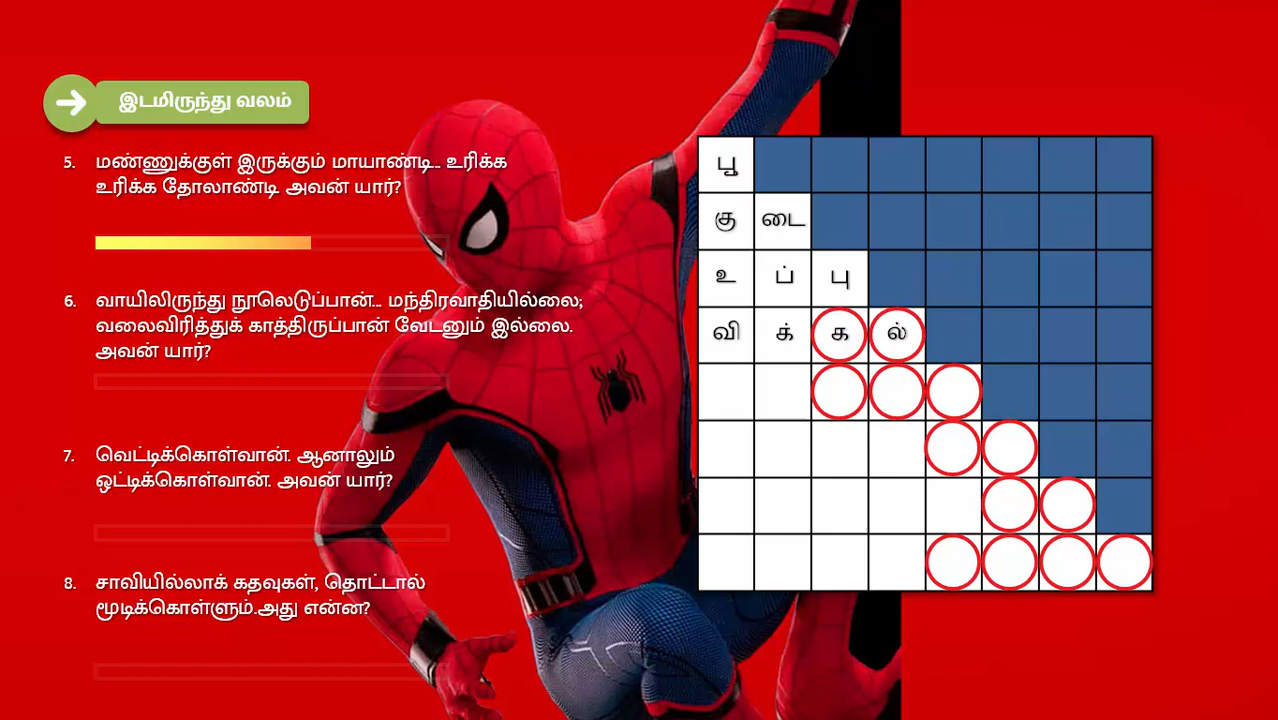 இடமிருந்து வலம்
5. மண்ணுக்குள் இருக்கும் மாயாண்டி... உரிக்க
உரிக்க தோலாண்டி அவன் யார்?
6. வாயிலிருந்து நூலெடுப்பான்... மந்திரவாதியில்லை;
வலைவிரித்துக் காத்திருப்பான் வேடனும் இல்லை.
அவன் யார்?
7. வெட்டிக்கொள்வான். ஆனாலும்
ஒட்டிக்கொள்வான். அவன் யார்?
8. சாவியில்லாக் கதவுகள், தொட்டால்
மூடிக்கொள்ளும்.அது என்ன?
பூ
கு டை
உ ப் பு
வி க் க ல்